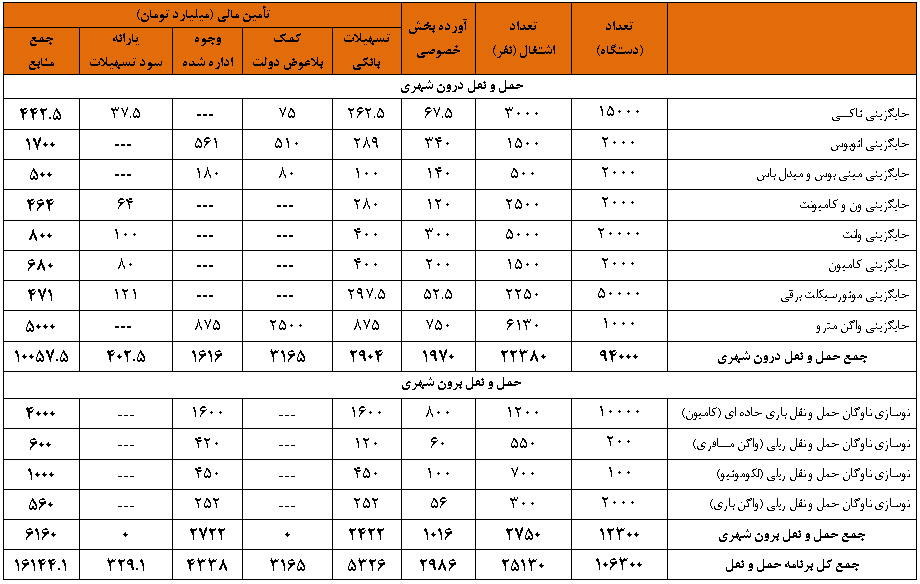 تعداد (دستگاه) | تعداد اشتغال (نفر) | آورده بخش خصوصی | تأمین مالی (میلیارد تومان)
تسهیلات بانکی | کمک بلاعوض دولت | وجوه اداره شده | یارانه سود تسهیلات | جمع منابع
حمل و نقل درون شهری
جایگزینی تاکسی | ۱۵۰۰۰ | ۳۰۰۰ | ۶۷.۵ | ۲۶۲.۵ | ۷۵ | --- | ۳۷.۵ | ۴۴۲.۵
جایگزینی اتوبوس | ۲۰۰۰ | ۱۵۰۰ | ۳۴۰ | ۲۸۹ | ۵۱۰ | ۵۶۱ | --- | ۱۷۰۰
جایگزینی مینی بوس و میدل باس | ۲۰۰۰ | ۵۰۰ | ۱۴۰ | ۱۰۰ | ۸۰ | ۱۸۰ | --- | ۵۰۰
جایگزینی ون و کامیونت | ۲۰۰۰ | ۲۵۰۰ | ۱۲۰ | ۲۸۰ | --- | --- | ۶۴ | ۴۶۴
جایگزینی وانت | ۲۰۰۰۰ | ۵۰۰۰ | ۳۰۰ | ۴۰۰ | --- | --- | ۱۰۰ | ۸۰۰
جایگزینی کامیون | ۲۰۰۰ | ۱۵۰۰ | ۲۰۰ | ۴۰۰ | --- | --- | ۸۰ | ۶۸۰
جایگزینی موتورسیکلت برقی | ۵۰۰۰۰ | ۲۲۵۰ | ۵۲.۵ | ۲۹۷.۵ | --- | --- | ۱۲۱ | ۴۷۱
جایگزینی واگن مترو | ۱۰۰۰ | ۶۱۳۰ | ۷۵۰ | ۸۷۵ | ۲۵۰۰ | ۸۷۵ | --- | ۵۰۰۰
جمع حمل و نقل درون شهری | ۹۴۰۰۰ | ۲۲۳۸۰ | ۱۹۷۰ | ۲۹۰۴ | ۳۱۶۵ | ۱۶۱۶ | ۴۰۲.۵ | ۱۰۰۵۷.۵
حمل و نقل برون شهری
نوسازی ناوگان حمل و نقل باری جاده ای (کامیون) | ۱۰۰۰۰ | ۱۲۰۰ | ۸۰۰ | ۱۶۰۰ | --- | ۱۶۰۰ | --- | ۴۰۰۰
نوسازی ناوگان حمل و نقل ریلی (واگن مسافری) | ۲۰۰ | ۵۵۰ | ۶۰ | ۱۲۰ | --- | ۴۲۰ | --- | ۶۰۰
نوسازی ناوگان حمل و نقل ریلی (لکوموتیو) | ۱۰۰ | ۷۰۰ | ۱۰۰ | ۴۵۰ | --- | ۴۵۰ | --- | ۱۰۰۰
نوسازی ناوگان حمل و نقل ریلی (واگن باری) | ۲۰۰۰ | ۳۰۰ | ۵۶ | ۲۵۲ | --- | ۲۵۲ | --- | ۵۶۰
جمع حمل و نقل برون شهری | ۱۲۳۰۰ | ۲۷۵۰ | ۱۰۱۶ | ۲۴۲۲ | ۰ | ۲۷۲۲ | ۰ | ۶۱۶۰
جمع کل برنامه حمل و نقل | ۱۰۶۳۰۰ | ۲۵۱۳۰ | ۲۹۸۶ | ۵۳۲۶ | ۳۱۶۵ | ۴۳۳۸ | ۳۲۹.۱ | ۱۶۱۴۴.۱